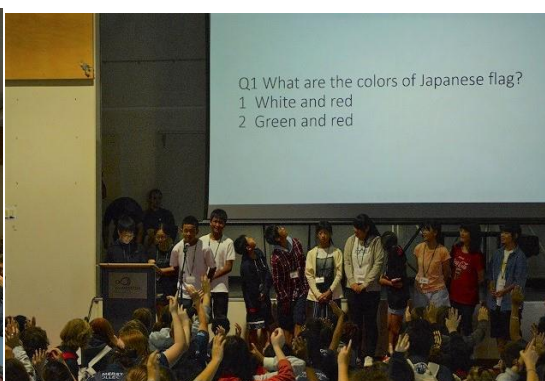 Q1 What are the colors of Japanese flag?
1 White and red
2 Green and red